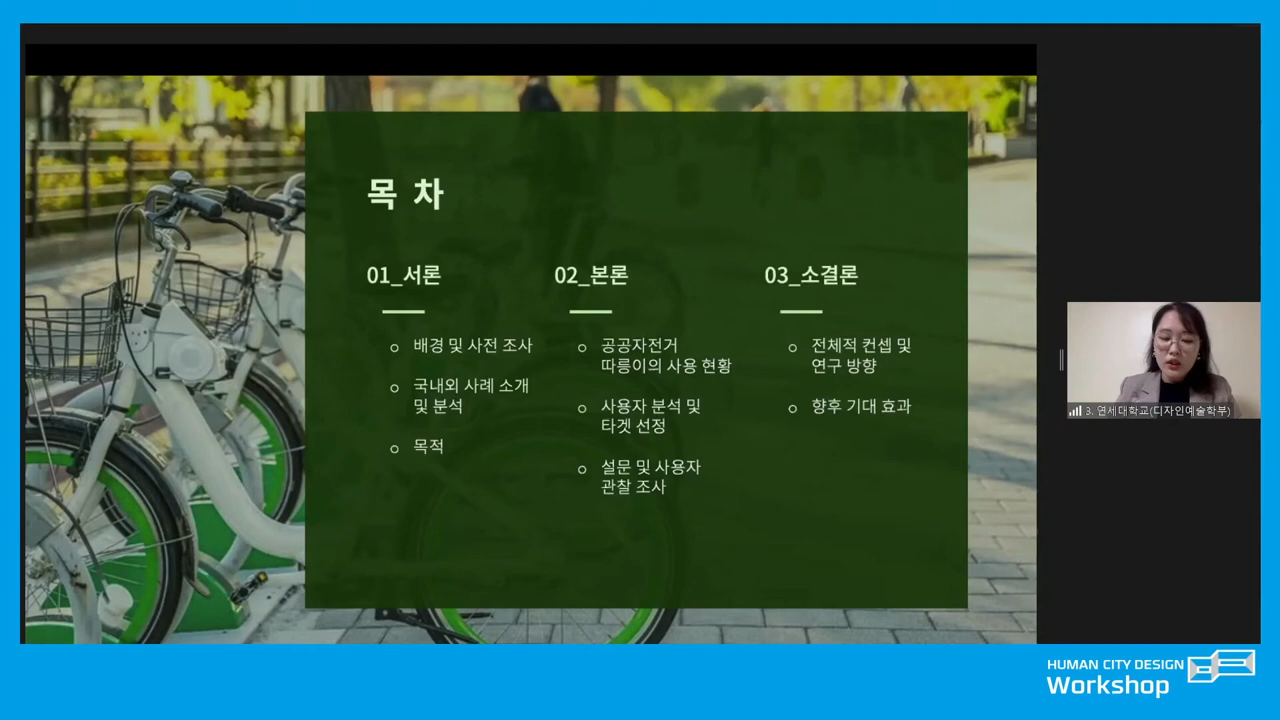 목 차
01_서론
배경 및 사전 조사
국내외 사례 소개
및 분석
목적
02_본론
공공자전거
따릉이의 사용 현황
사용자 분석 및
타겟 선정
설문 및 사용자
관찰 조사
03_소결론
전체적 컨셉 및
연구 방향
향후 기대 효과
3. 연세대학교(디자인예술학부)
HUMAN CITY DESIGN
Workshop